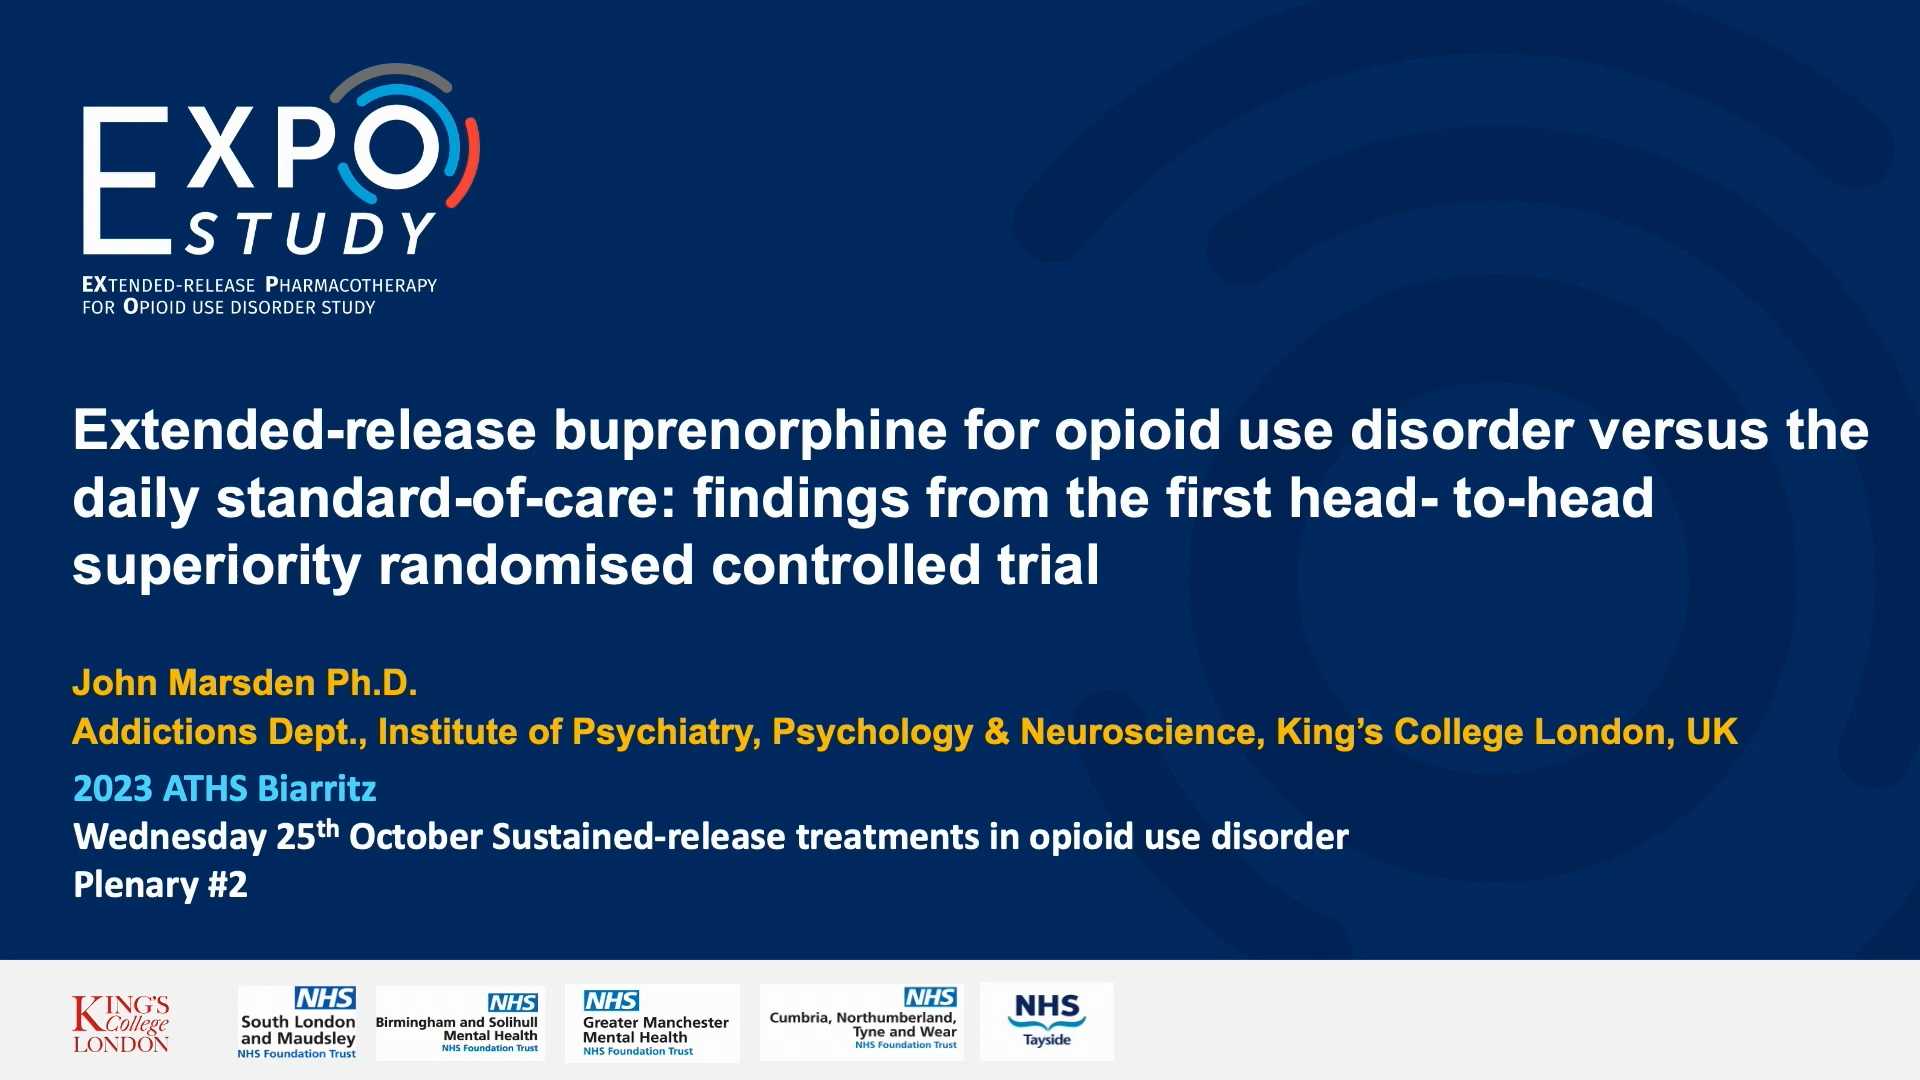 EXPO
STUDY
EXTENDED-RELEASE PHARMACOTHERAPY
FOR OPIOID USE DISORDER STUDY
Extended-release buprenorphine for opioid use disorder versus the
daily standard-of-care: findings from the first head- to-head
superiority randomised controlled trial
John Marsden Ph.D.
Addictions Dept., Institute of Psychiatry, Psychology & Neuroscience, King’s College London, UK
2023 ATHS Biarritz
Wednesday 25th October Sustained-release treatments in opioid use disorder
Plenary #2
KING'S
College
LONDON
NHS
South London
and Maudsley
NHS Foundation Trust
NHS
Birmingham and Solihull
Mental Health
NHS Foundation Trust
NHS
Greater Manchester
Mental Health
NHS Foundation Trust
NHS
Cumbria, Northumberland,
Tyne and Wear
NHS Foundation Trust
NHS
Tayside